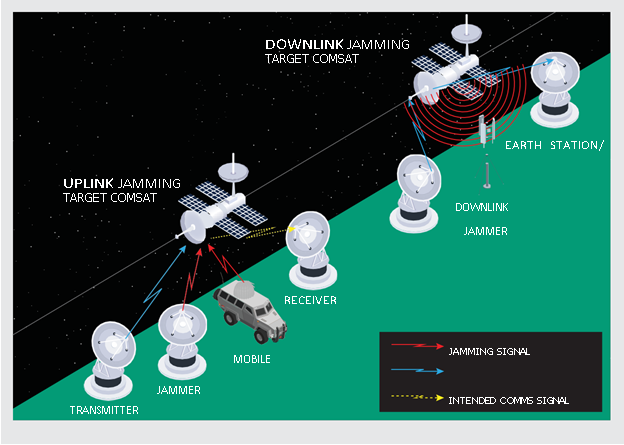 DOWNLINK JAMMING
TARGET COMSAT
EARTH STATION/
UPLINK JAMMING
TARGET COMSAT
DOWNLINK
JAMMER
RECEIVER
MOBILE
JAMMER
TRANSMITTER
JAMMING SIGNAL
INTENDED COMMS SIGNAL